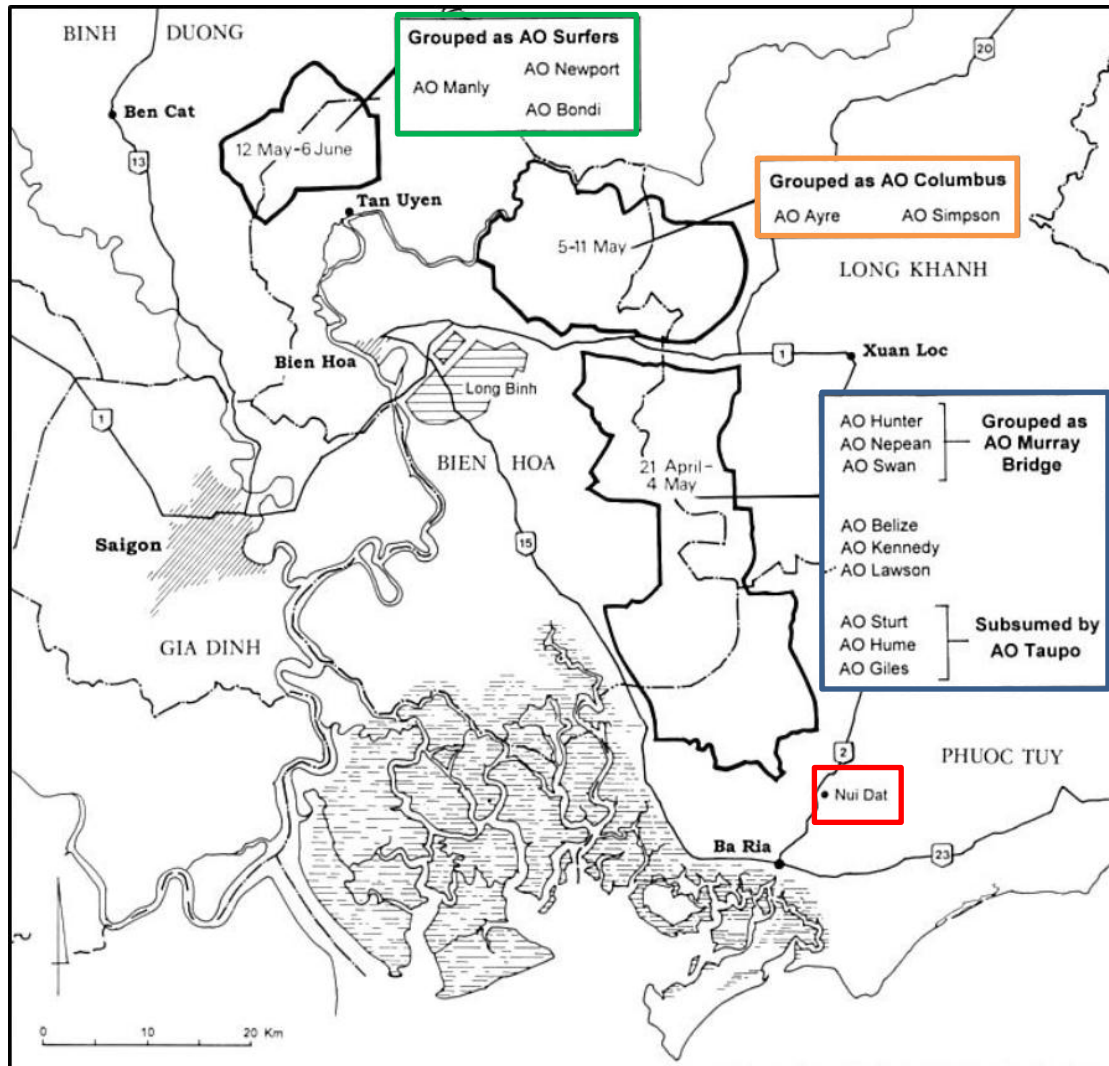 BINH DUONG
Ben Cat
13
Grouped as AO Surfers
AO Newport
AO Manly
AO Bondi
12 May-6 June
Tan Uyen
20
Grouped as AO Columbus
AO Ayre AO Simpson
5-11 May
LONG KHANH
1
Xuan Loc
Bien Hoa
Long Binh
1
BIEN HOA
21 April-
4 May
AO Hunter
AO Nepean
AO Swan
Grouped as
AO Murray
Bridge
AO Belize
AO Kennedy
AO Lawson
AO Sturt
AO Hume
AO Giles
Subsumed by
AO Taupo
Saigon
15
GIA DINH
2
PHUOC TUY
Nui Dat
Ba Ria
23
0 10 20 Km